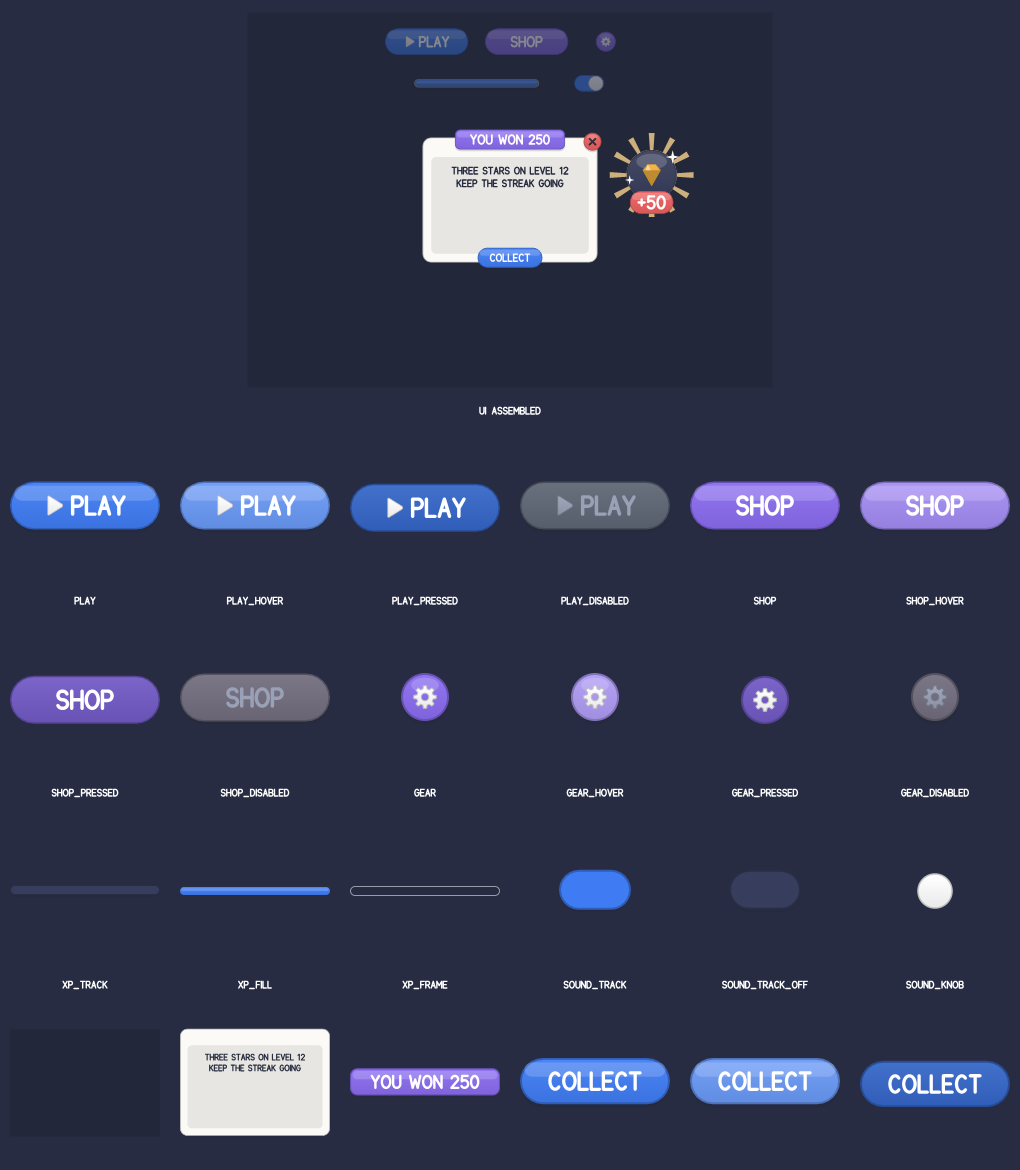 PLAY
SHOP
YOU WON 250
THREE STARS ON LEVEL 12
KEEP THE STREAK GOING
+50
COLLECT
UI ASSEMBLED
PLAY
PLAY
PLAY
PLAY
SHOP
SHOP
PLAY
PLAY_HOVER
PLAY_PRESSED
PLAY_DISABLED
SHOP
SHOP_HOVER
SHOP
SHOP
SHOP_PRESSED
SHOP_DISABLED
GEAR
GEAR_HOVER
GEAR_PRESSED
GEAR_DISABLED
XP_TRACK
XP_FILL
XP_FRAME
SOUND_TRACK
SOUND_TRACK_OFF
SOUND_KNOB
THREE STARS ON LEVEL 12
KEEP THE STREAK GOING
YOU WON 250
COLLECT
COLLECT
COLLECT